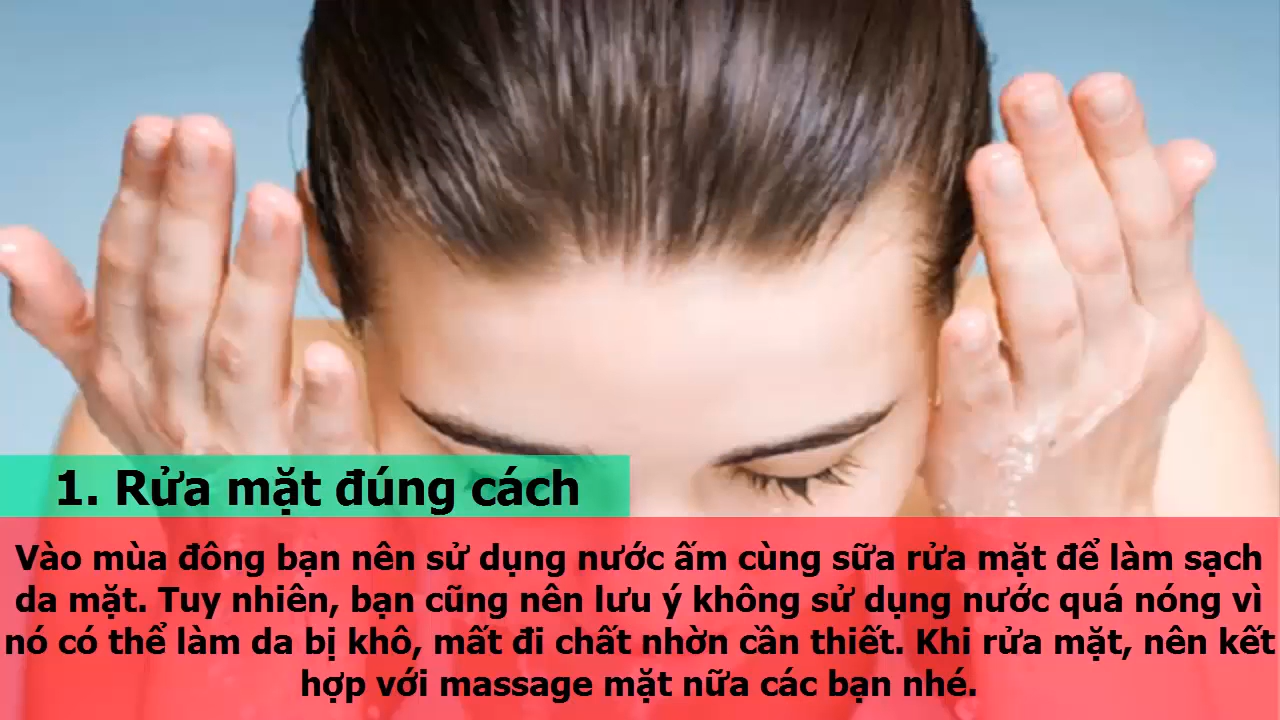 1. Rửa mặt đúng cách
Vào mùa đông bạn nên sử dụng nước ấm cùng sữa rửa mặt để làm sạch
da mặt. Tuy nhiên, bạn cũng nên lưu ý không sử dụng nước quá nóng vì
nó có thể làm da bị khô, mất đi chất nhờn cần thiết. Khi rửa mặt, nên kết
hợp với massage mặt nữa các bạn nhé.